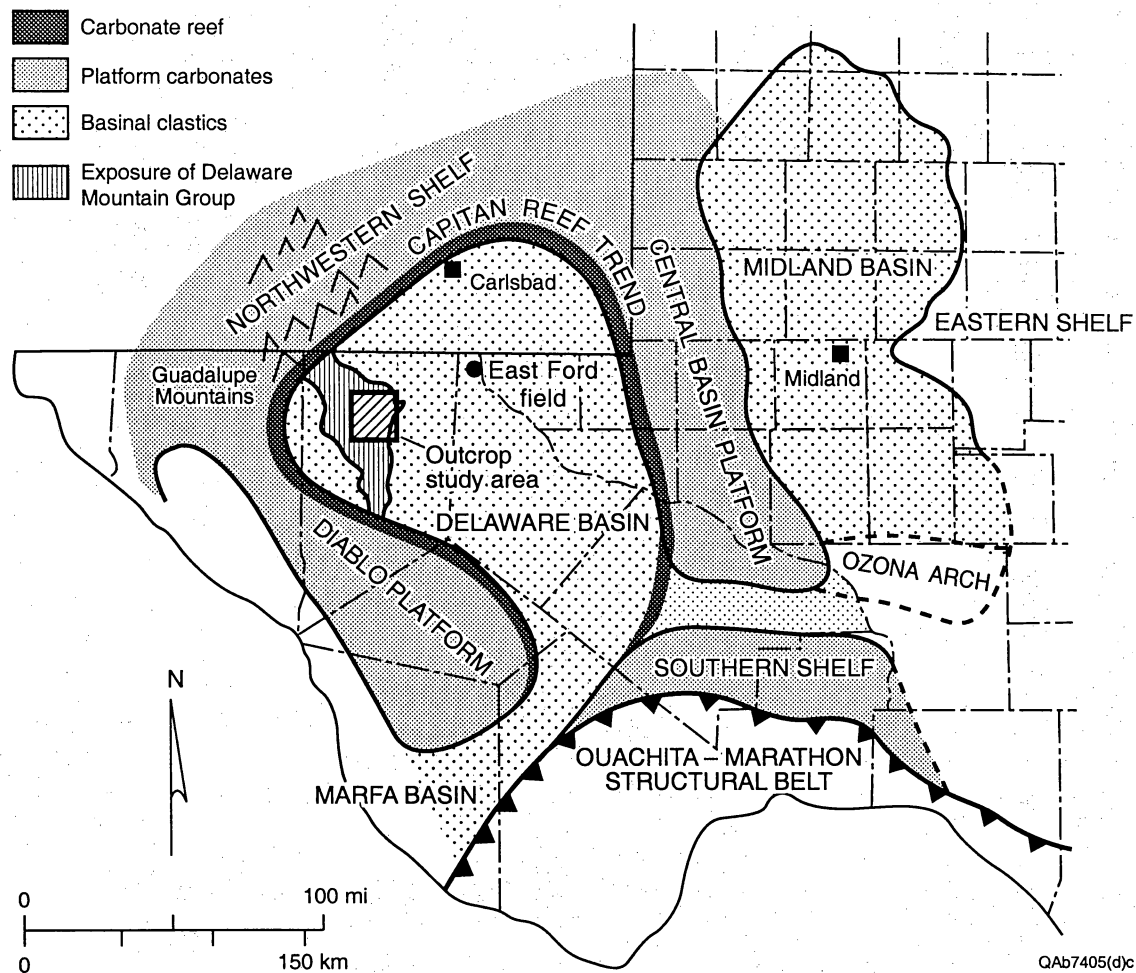 Carbonate reef
Platform carbonates
Basinal clastics
Exposure of Delaware
Mountain Group
NORTHWESTERN SHELF
CAPITAN REEF TREND
Carlsbad
CENTRAL BASIN PLATFORM
MIDLAND BASIN
EASTERN SHELF
Midland
Guadalupe
Mountains
East Ford
field
Outcrop
study area
DELAWARE BASIN
DIABLO PLATFORM
OZONA ARCH
SOUTHERN SHELF
OUACHITA – MARATHON
STRUCTURAL BELT
MARFA BASIN
N
0
100 mi
0
150 km
QAb7405(d)c